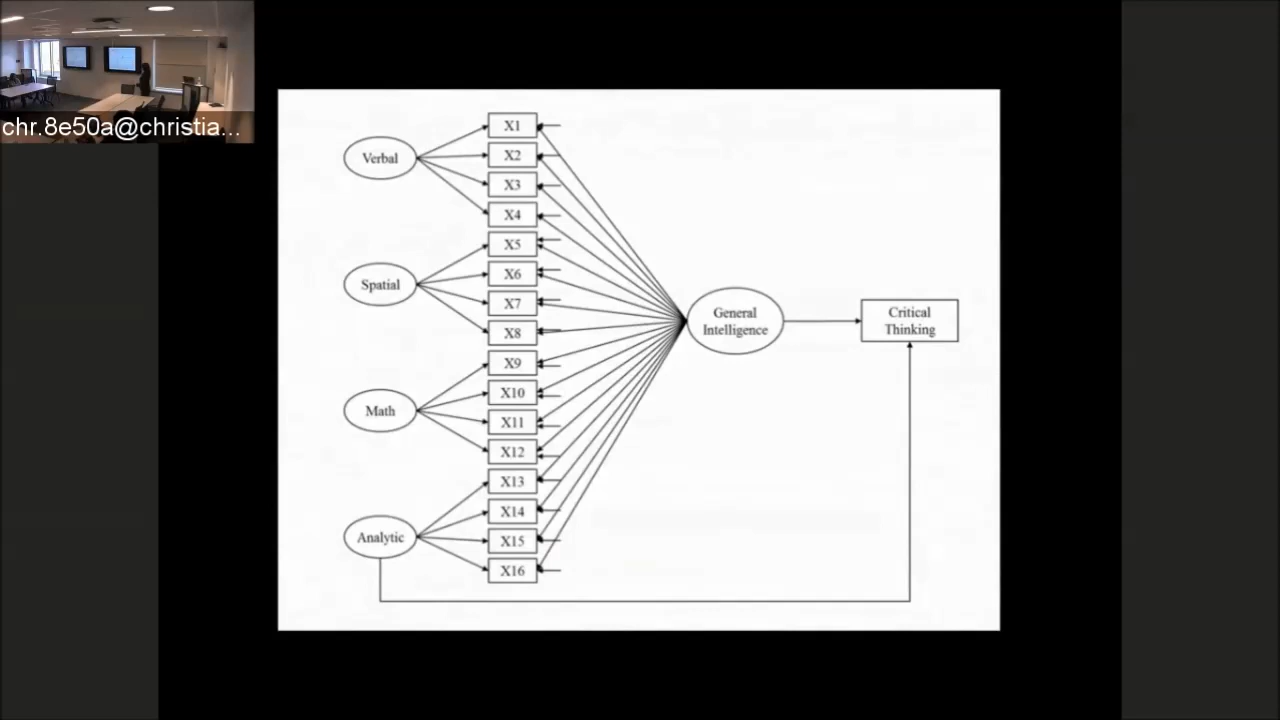 chr.8e50a@christia...
Verbal
Spatial
Math
Analytic
X1
X2
X3
X4
X5
X6
X7
X8
X9
X10
X11
X12
X13
X14
X15
X16
General
Intelligence
Critical
Thinking